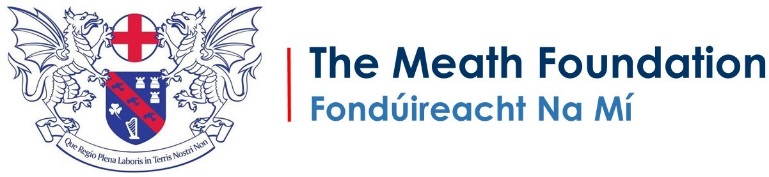 Que Regio Plena Laboris in Terris Nostri Non
The Meath Foundation
Fondúireacht Na Mí